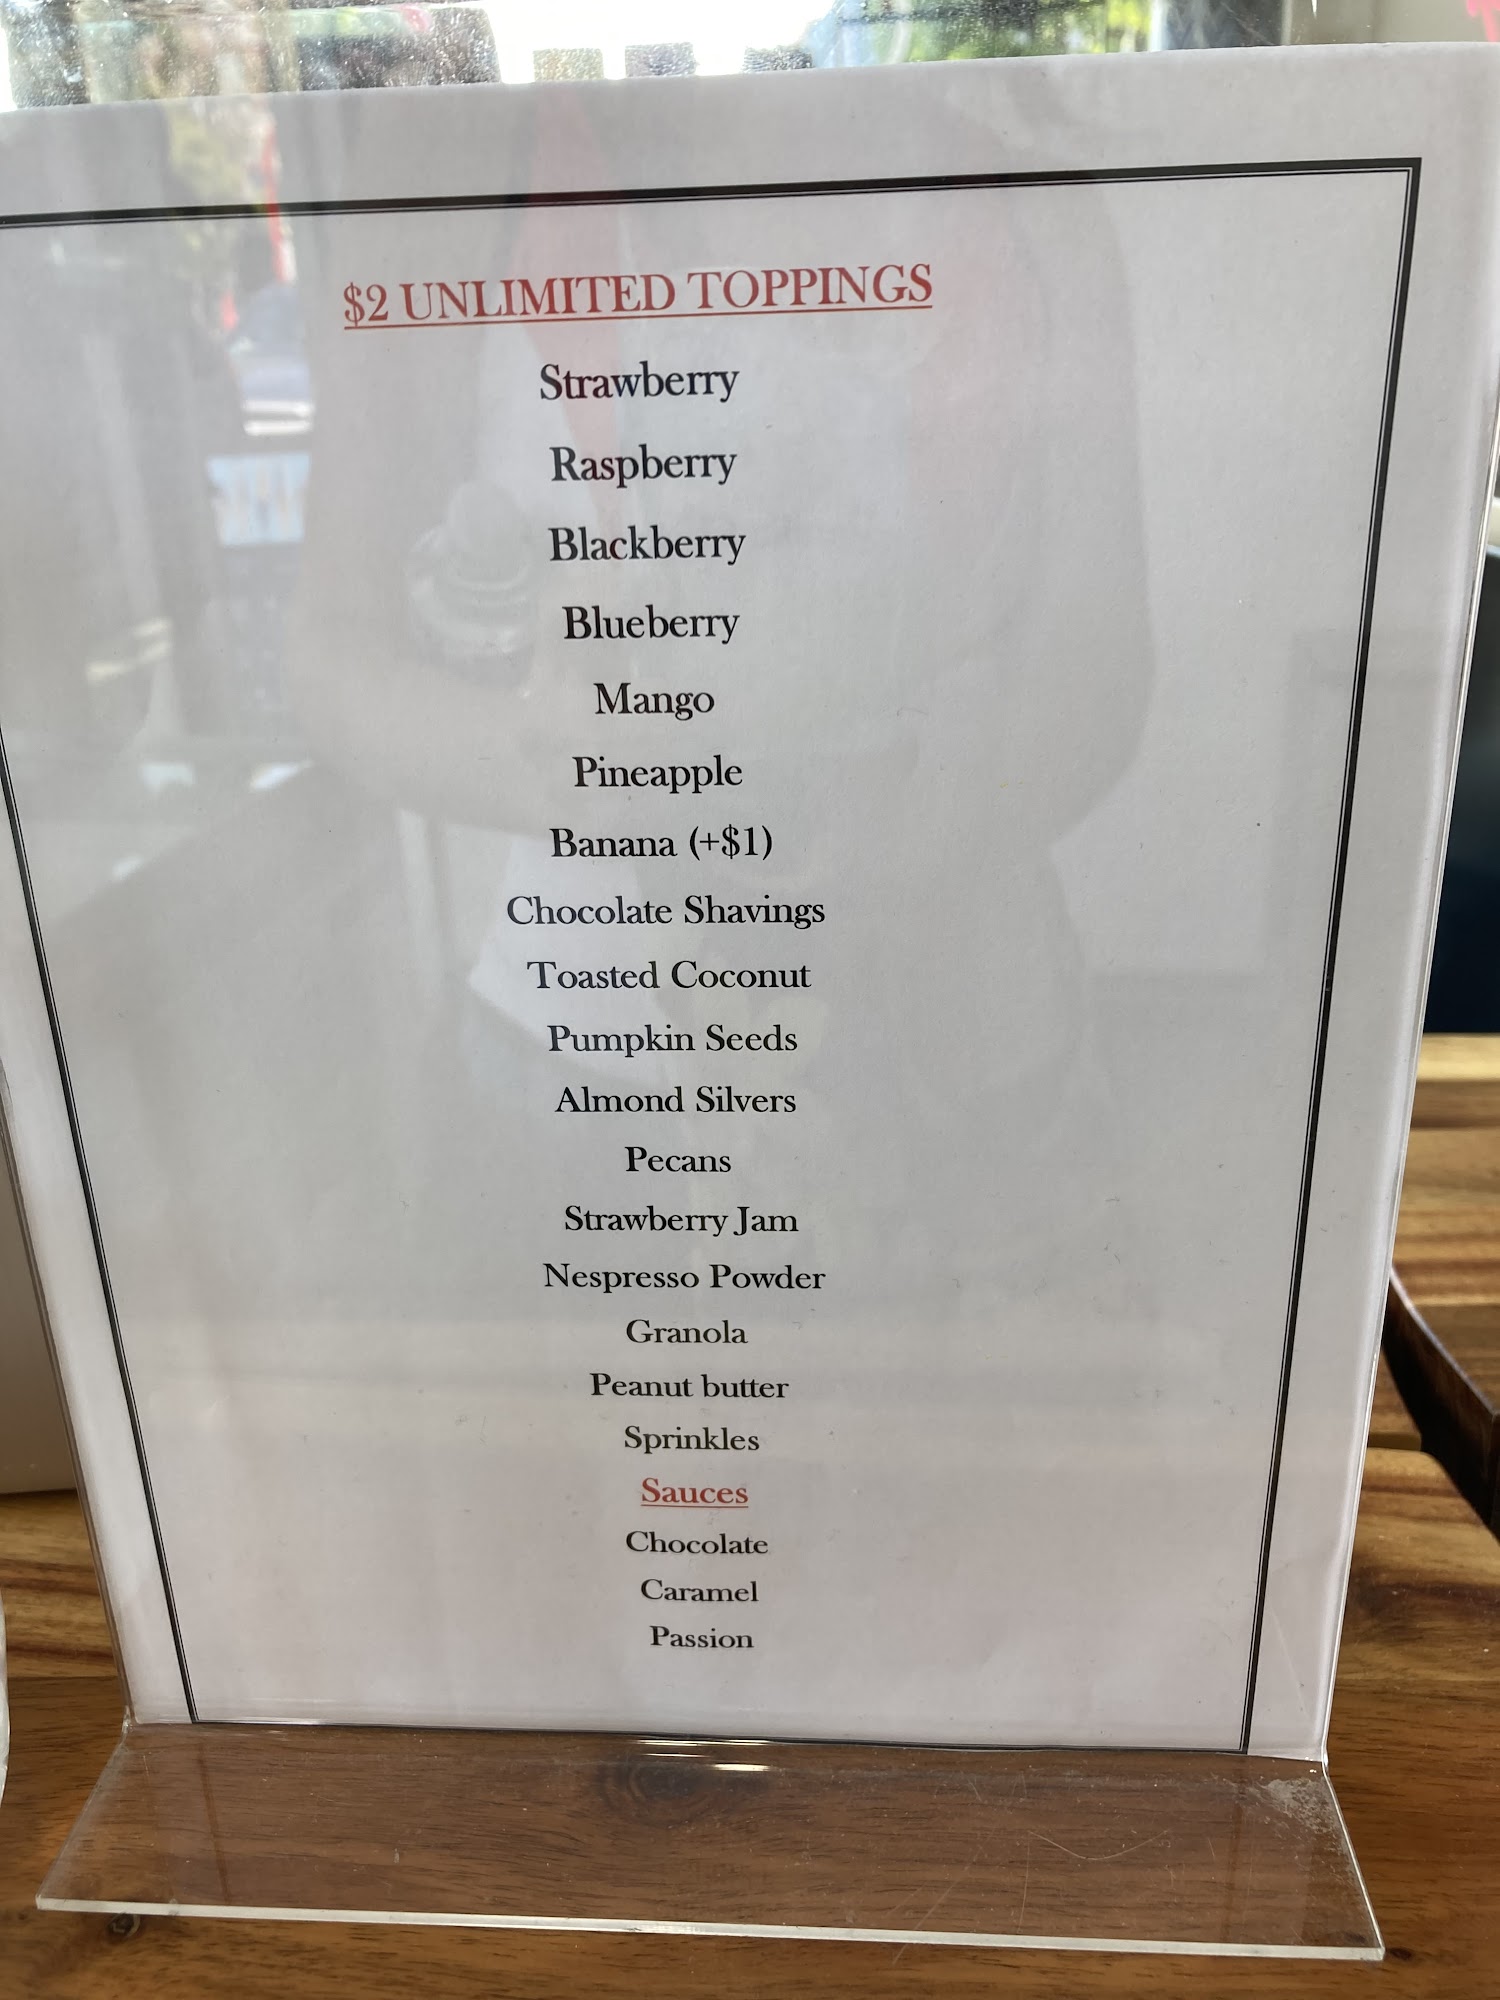 $2 UNLIMITED TOPPINGS
Strawberry
Raspberry
Blackberry
Blueberry
Mango
Pineapple
Banana (+$1)
Chocolate Shavings
Toasted Coconut
Pumpkin Seeds
Almond Silvers
Pecans
Strawberry Jam
Nespresso Powder
Granola
Peanut butter
Sprinkles
Sauces
Chocolate
Caramel
Passion